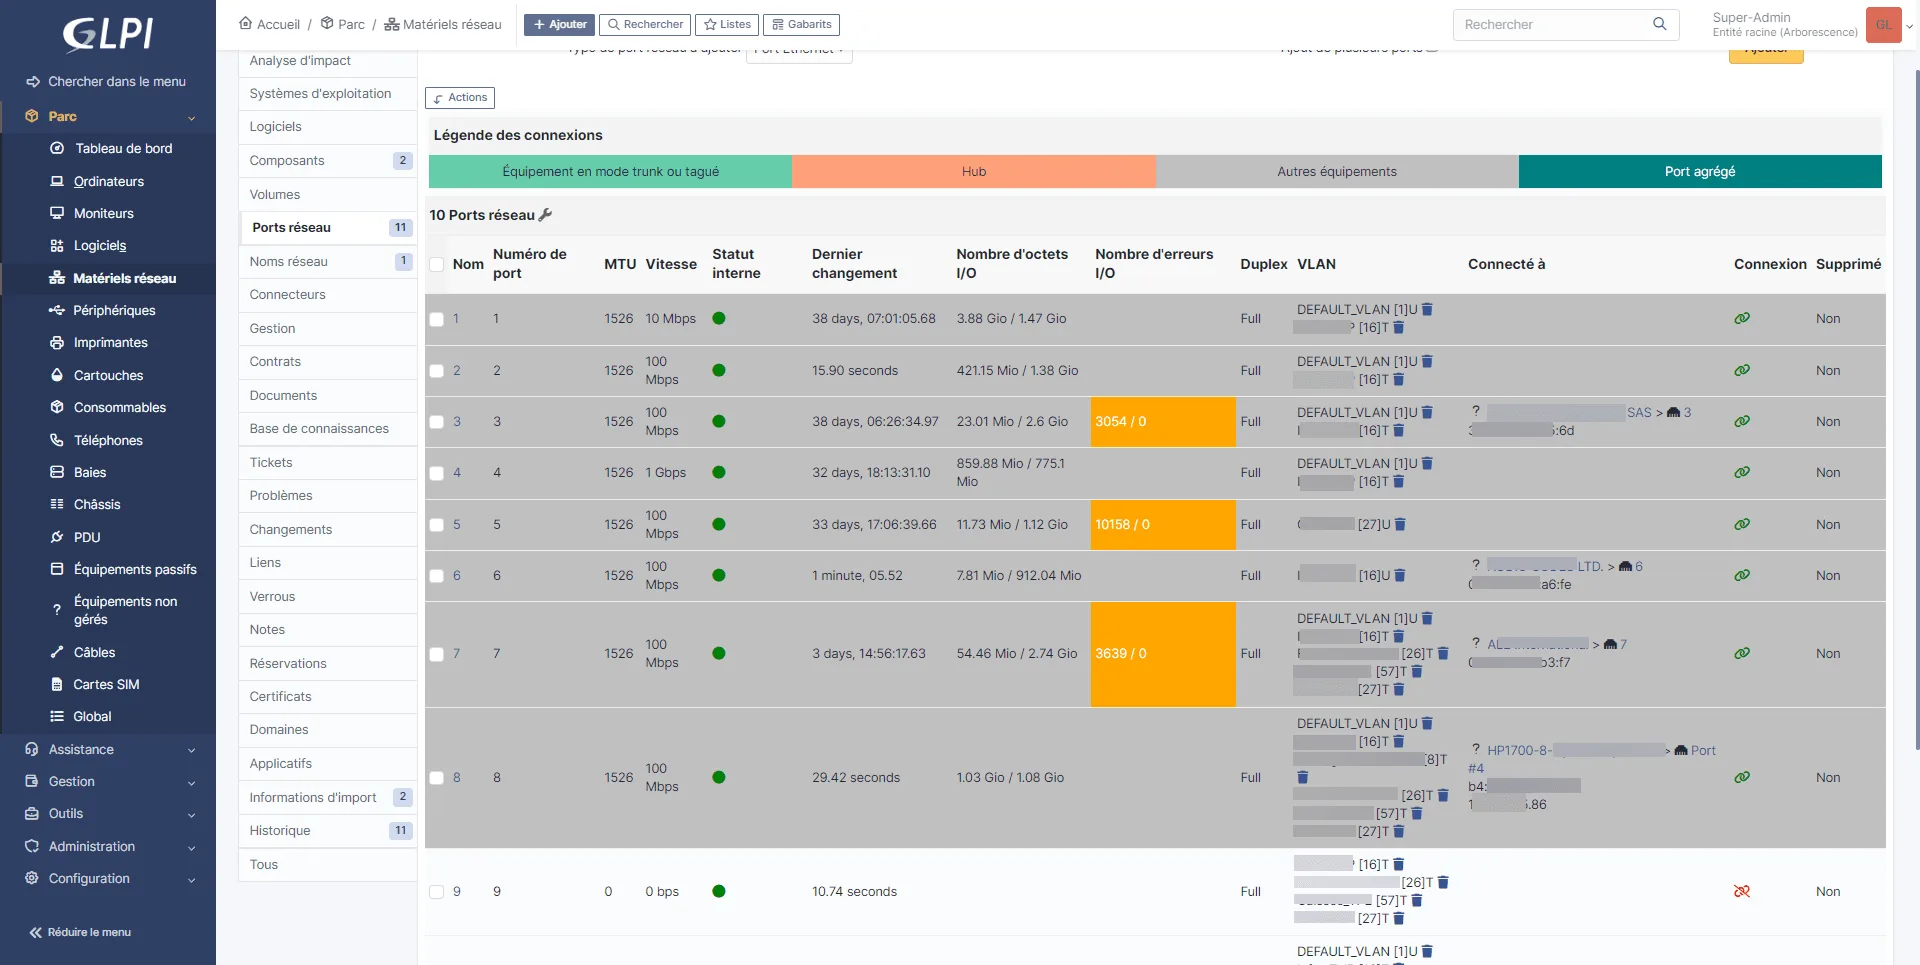 GLPI
Accueil / Parc / Matériels réseau
+ Ajouter
Rechercher
Listes
Gabarits
Rechercher
Super-Admin
Entité racine (Arborescence)
GL
Chercher dans le menu
Parc
Tableau de bord
Ordinateurs
Moniteurs
Logiciels
Matériels réseau
Périphériques
Imprimantes
Cartouches
Consommables
Téléphones
Baies
Châssis
PDU
Équipements passifs
Équipements non
gérés
Câbles
Cartes SIM
Global
Assistance
Gestion
Outils
Administration
Configuration
Réduire le menu
Analyse d'impact
Systèmes d'exploitation
Logiciels
Composants 2
Volumes
Ports réseau 11
Noms réseau 1
Connecteurs
Gestion
Contrats
Documents
Base de connaissances
Tickets
Problèmes
Changements
Liens
Verrous
Notes
Réservations
Certificats
Domaines
Applicatifs
Informations d'import 2
Historique 11
Tous
Type de port réseau à ajouter Port Ethernet
Ajout de plusieurs ports
Ajouter
Actions
Légende des connexions
Équipement en mode trunk ou tagué Hub Autres équipements Port agrégé
10 Ports réseau
Nom Numéro de port MTU Vitesse Statut interne Dernier changement Nombre d'octets I/O Nombre d'erreurs I/O Duplex VLAN Connecté à Connexion Supprimé
1 1 1526 10 Mbps 38 days, 07:01:05.68 3.88 Gio / 1.47 Gio Full DEFAULT_VLAN [1]U Non
[16]T
2 2 1526 100 Mbps 15.90 seconds 421.15 Mio / 1.38 Gio Full DEFAULT_VLAN [1]U Non
[16]T
3 3 1526 100 Mbps 38 days, 06:26:34.97 23.01 Mio / 2.6 Gio 3054 / 0 Full DEFAULT_VLAN [1]U ? SAS > 3 Non
[16]T :6d
4 4 1526 1 Gbps 32 days, 18:13:31.10 859.88 Mio / 775.1 Mio Full DEFAULT_VLAN [1]U Non
[16]T
5 5 1526 100 Mbps 33 days, 17:06:39.66 11.73 Mio / 1.12 Gio 10158 / 0 Full [27]U Non
6 6 1526 100 Mbps 1 minute, 05.52 7.81 Mio / 912.04 Mio Full [16]U ? LTD. > 6 Non
a6:fe
7 7 1526 100 Mbps 3 days, 14:56:17.63 54.46 Mio / 2.74 Gio 3639 / 0 Full DEFAULT_VLAN [1]U ? > 7 Non
[16]T
[26]T :f7
[57]T
[27]T
8 8 1526 100 Mbps 29.42 seconds 1.03 Gio / 1.08 Gio Full DEFAULT_VLAN [1]U ? HP1700-8- > Port #4 Non
[16]T
[8]T b4:
[26]T .86
[57]T
[27]T
9 9 0 0 bps 10.74 seconds Full [16]T Non
[26]T
[57]T
[27]T
DEFAULT_VLAN [1]U